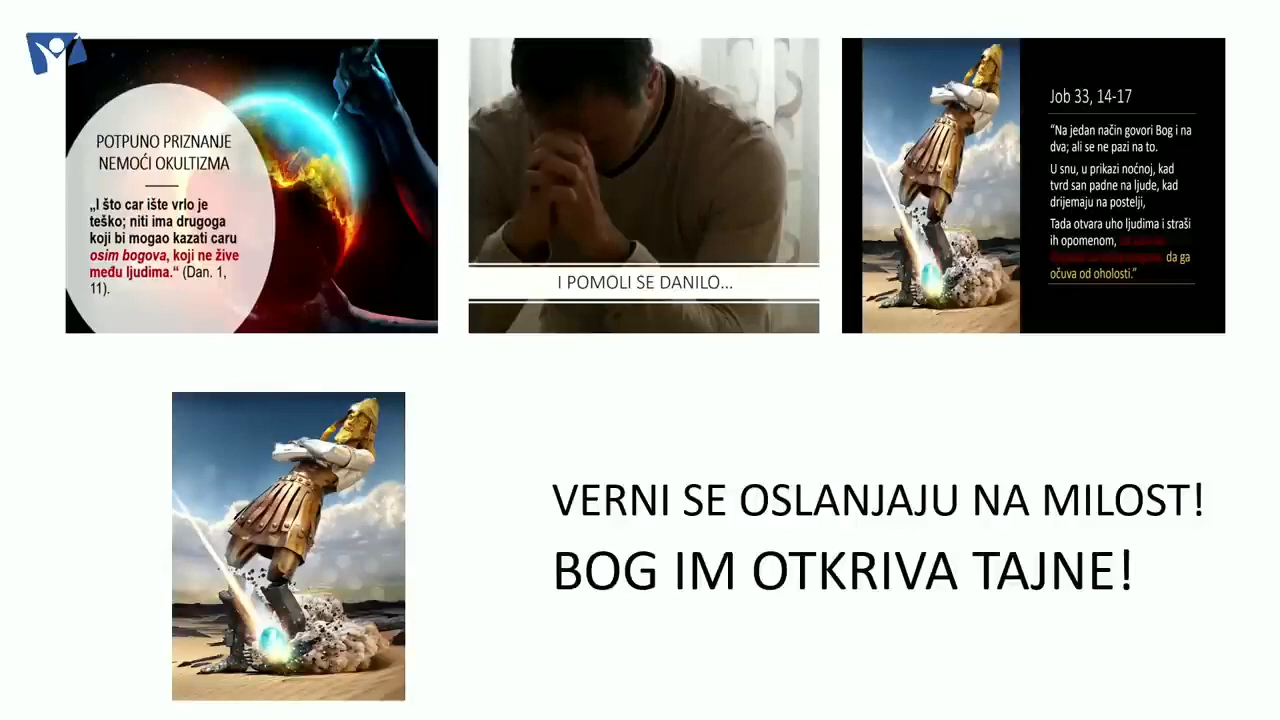 POTPUNO PRIZNANJE
NEMOĆI OKULTIZMA
„I što car ište vrlo je
teško; niti ima drugoga
koji bi mogao kazati caru
osim bogova, koji ne žive
među ljudima.“ (Dan. 1,
11).
I POMOLI SE DANILO...
Job 33, 14-17
“Na jedan način govori Bog i na
dva; ali se ne pazi na to.
U snu, u prikazi noćnoj, kad
tvrd san padne na ljude, kad
drijemaju na postelji,
Tada otvara uho ljudima i straši
ih opomenom,
da ga
očuva od oholosti.”
VERNI SE OSLANJAJU NA MILOST!
BOG IM OTKRIVA TAJNE!